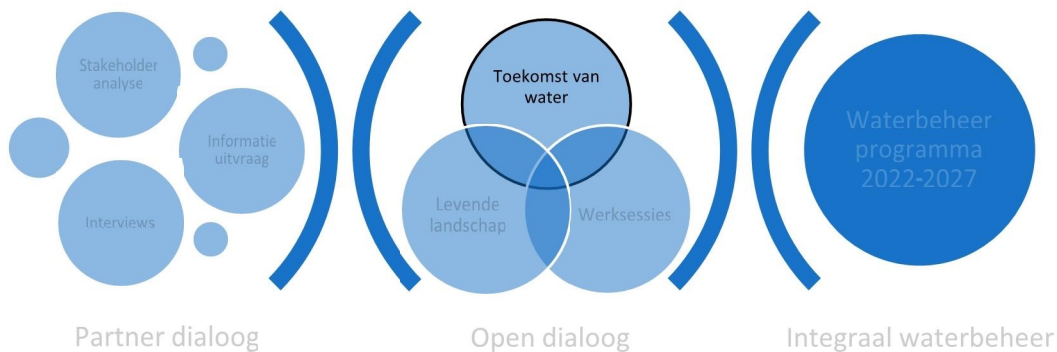 Stakeholder
analyse
Informatie
uitvraag
Interviews
Partner dialoog
Toekomst van
water
Levende
landschap
Werksessies
Open dialoog
Waterbeheer
programma
2022-2027
Integraal waterbeheer